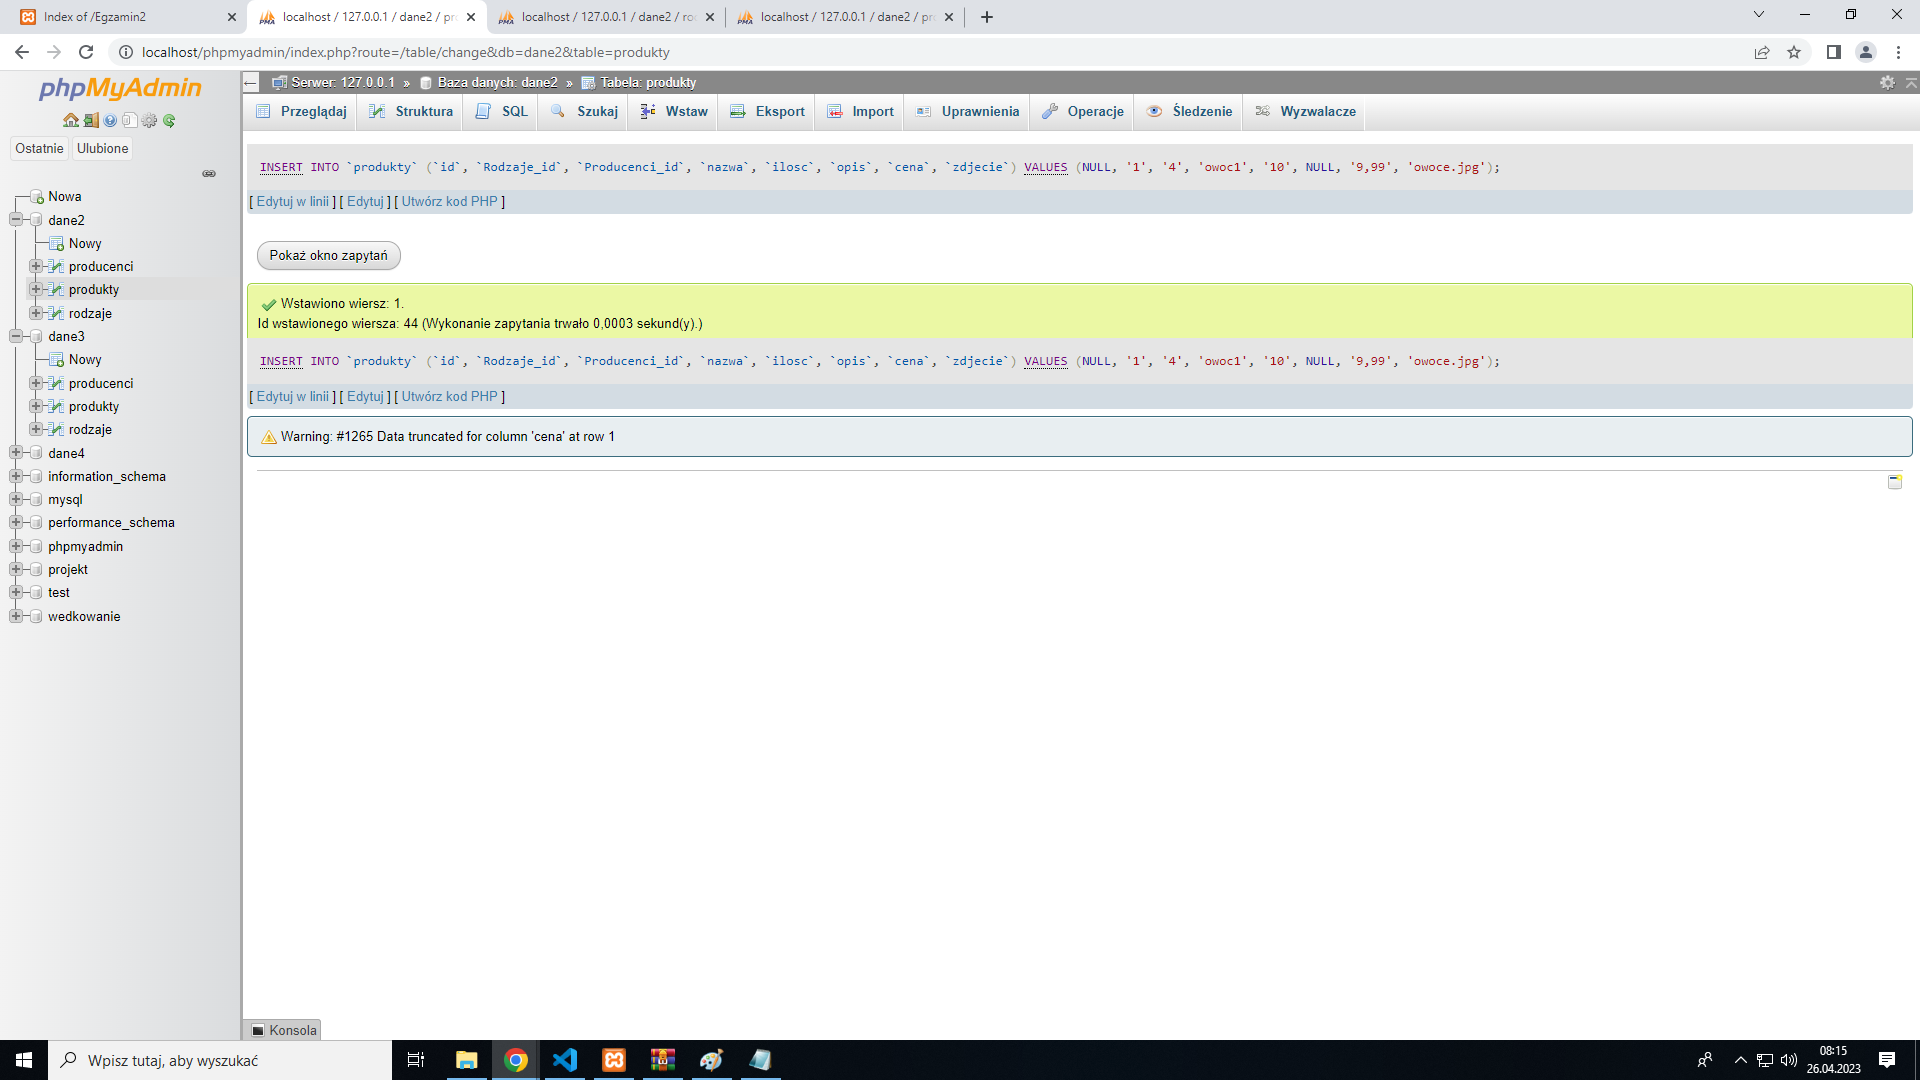 Index of /Egzamin2
localhost / 127.0.0.1 / dane2 / pr
localhost / 127.0.0.1 / dane2 / ro
localhost / 127.0.0.1 / dane2 / pr
localhost/phpmyadmin/index.php?route=/table/change&db=dane2&table=produkty
phpMyAdmin
Ostatnie Ulubione
Nowa
dane2
Nowy
producenci
produkty
rodzaje
dane3
Nowy
producenci
produkty
rodzaje
dane4
information_schema
mysql
performance_schema
phpmyadmin
projekt
test
wedkowanie
Serwer: 127.0.0.1 » Baza danych: dane2 » Tabela: produkty
Przeglądaj Struktura SQL Szukaj Wstaw Eksport Import Uprawnienia Operacje Śledzenie Wyzwalacze
INSERT INTO `produkty` (`id`, `Rodzaje_id`, `Producenci_id`, `nazwa`, `ilosc`, `opis`, `cena`, `zdjecie`) VALUES (NULL, '1', '4', 'owoc1', '10', NULL, '9,99', 'owoce.jpg');
[ Edytuj w linii ] [ Edytuj ] [ Utwórz kod PHP ]
Pokaż okno zapytań
Wstawiono wiersz: 1.
Id wstawionego wiersza: 44 (Wykonanie zapytania trwało 0,0003 sekund(y).)
INSERT INTO `produkty` (`id`, `Rodzaje_id`, `Producenci_id`, `nazwa`, `ilosc`, `opis`, `cena`, `zdjecie`) VALUES (NULL, '1', '4', 'owoc1', '10', NULL, '9,99', 'owoce.jpg');
[ Edytuj w linii ] [ Edytuj ] [ Utwórz kod PHP ]
Warning: #1265 Data truncated for column 'cena' at row 1
Konsola
Wpisz tutaj, aby wyszukać
08:15
26.04.2023